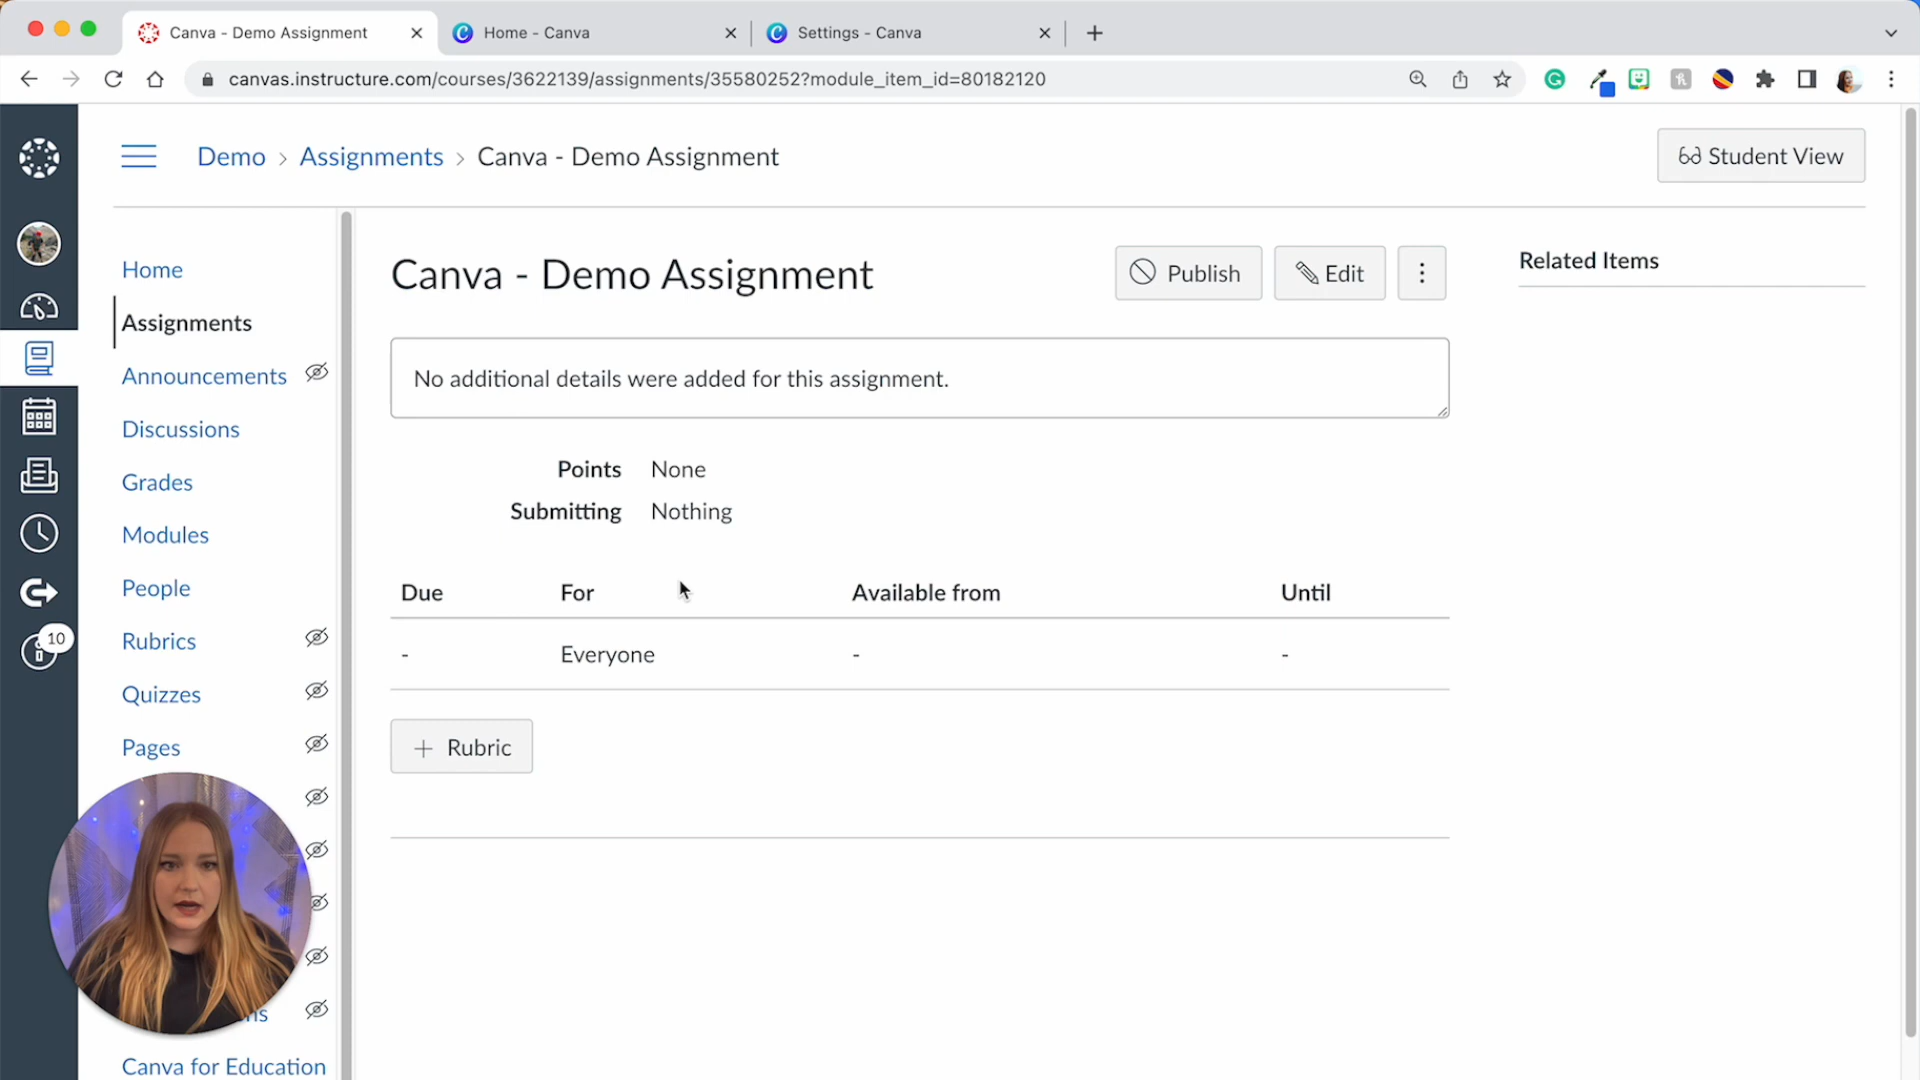 Canva - Demo Assignment
Home - Canva
Settings - Canva
canvas.instructure.com/courses/3622139/assignments/35580252?module_item_id=80182120
Demo > Assignments > Canva - Demo Assignment
Student View
Home
Assignments
Announcements
Discussions
Grades
Modules
People
Rubrics
Quizzes
Pages
Canva for Education
10
Canva - Demo Assignment
Publish
Edit
Related Items
No additional details were added for this assignment.
Points None
Submitting Nothing
Due For Available from Until
- Everyone - -
+ Rubric